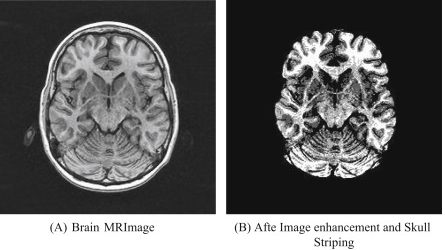 (A) Brain MRImage
(B) Afte Image enhancement and Skull
Striping